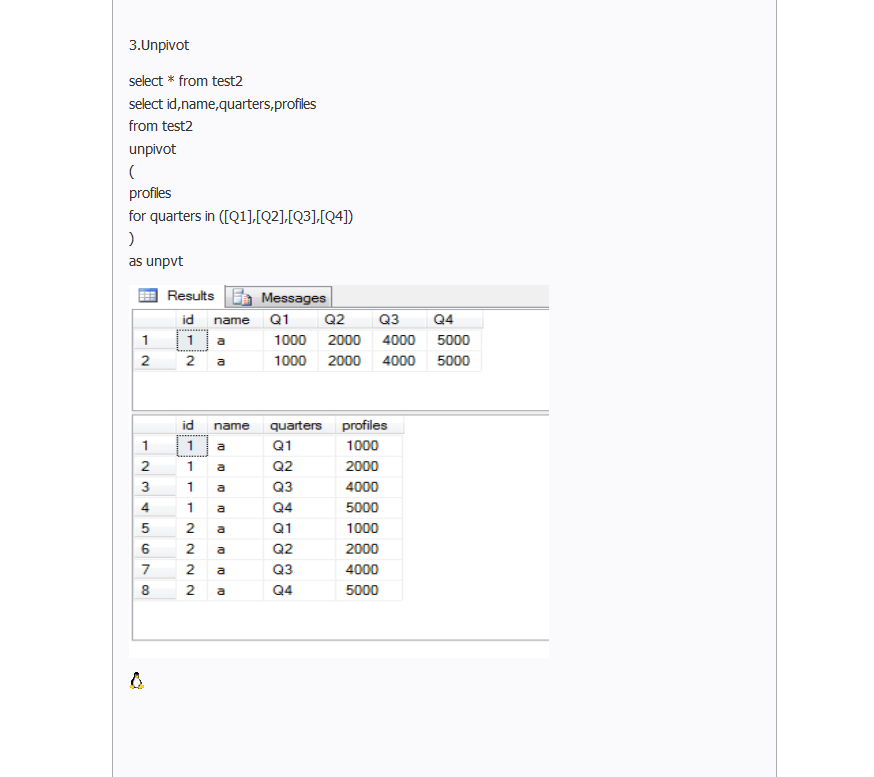 3.Unpivot
select * from test2
select id,name,quarters,profiles
from test2
unpivot
(
profiles
for quarters in ([Q1],[Q2],[Q3],[Q4])
)
as unpvt
Results Messages
id name Q1 Q2 Q3 Q4
1 1 a 1000 2000 4000 5000
2 2 a 1000 2000 4000 5000
id name quarters profiles
1 1 a Q1 1000
2 1 a Q2 2000
3 1 a Q3 4000
4 1 a Q4 5000
5 2 a Q1 1000
6 2 a Q2 2000
7 2 a Q3 4000
8 2 a Q4 5000